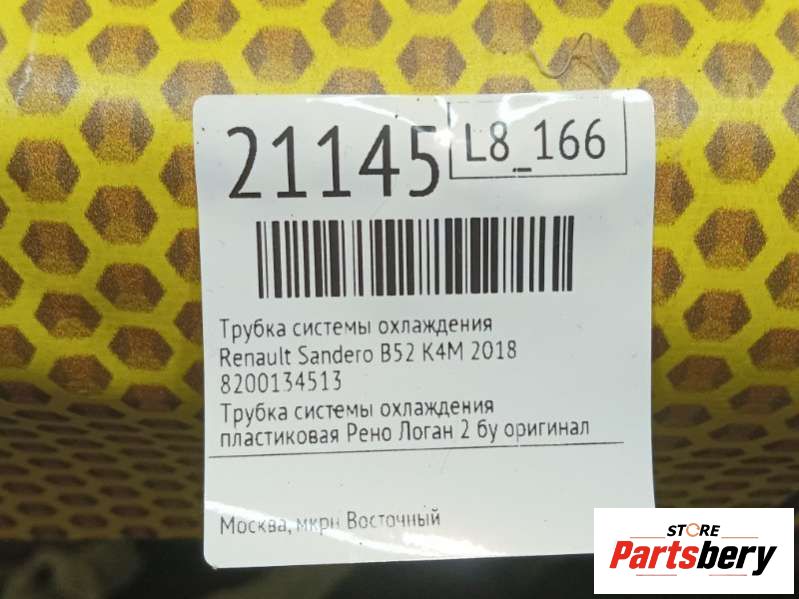 21145
L8_166
Трубка системы охлаждения
Renault Sandero B52 K4M 2018
8200134513
Трубка системы охлаждения
пластиковая Рено Логан 2 бу оригинал
Москва, мкрн Восточный
STORE
Partsbery